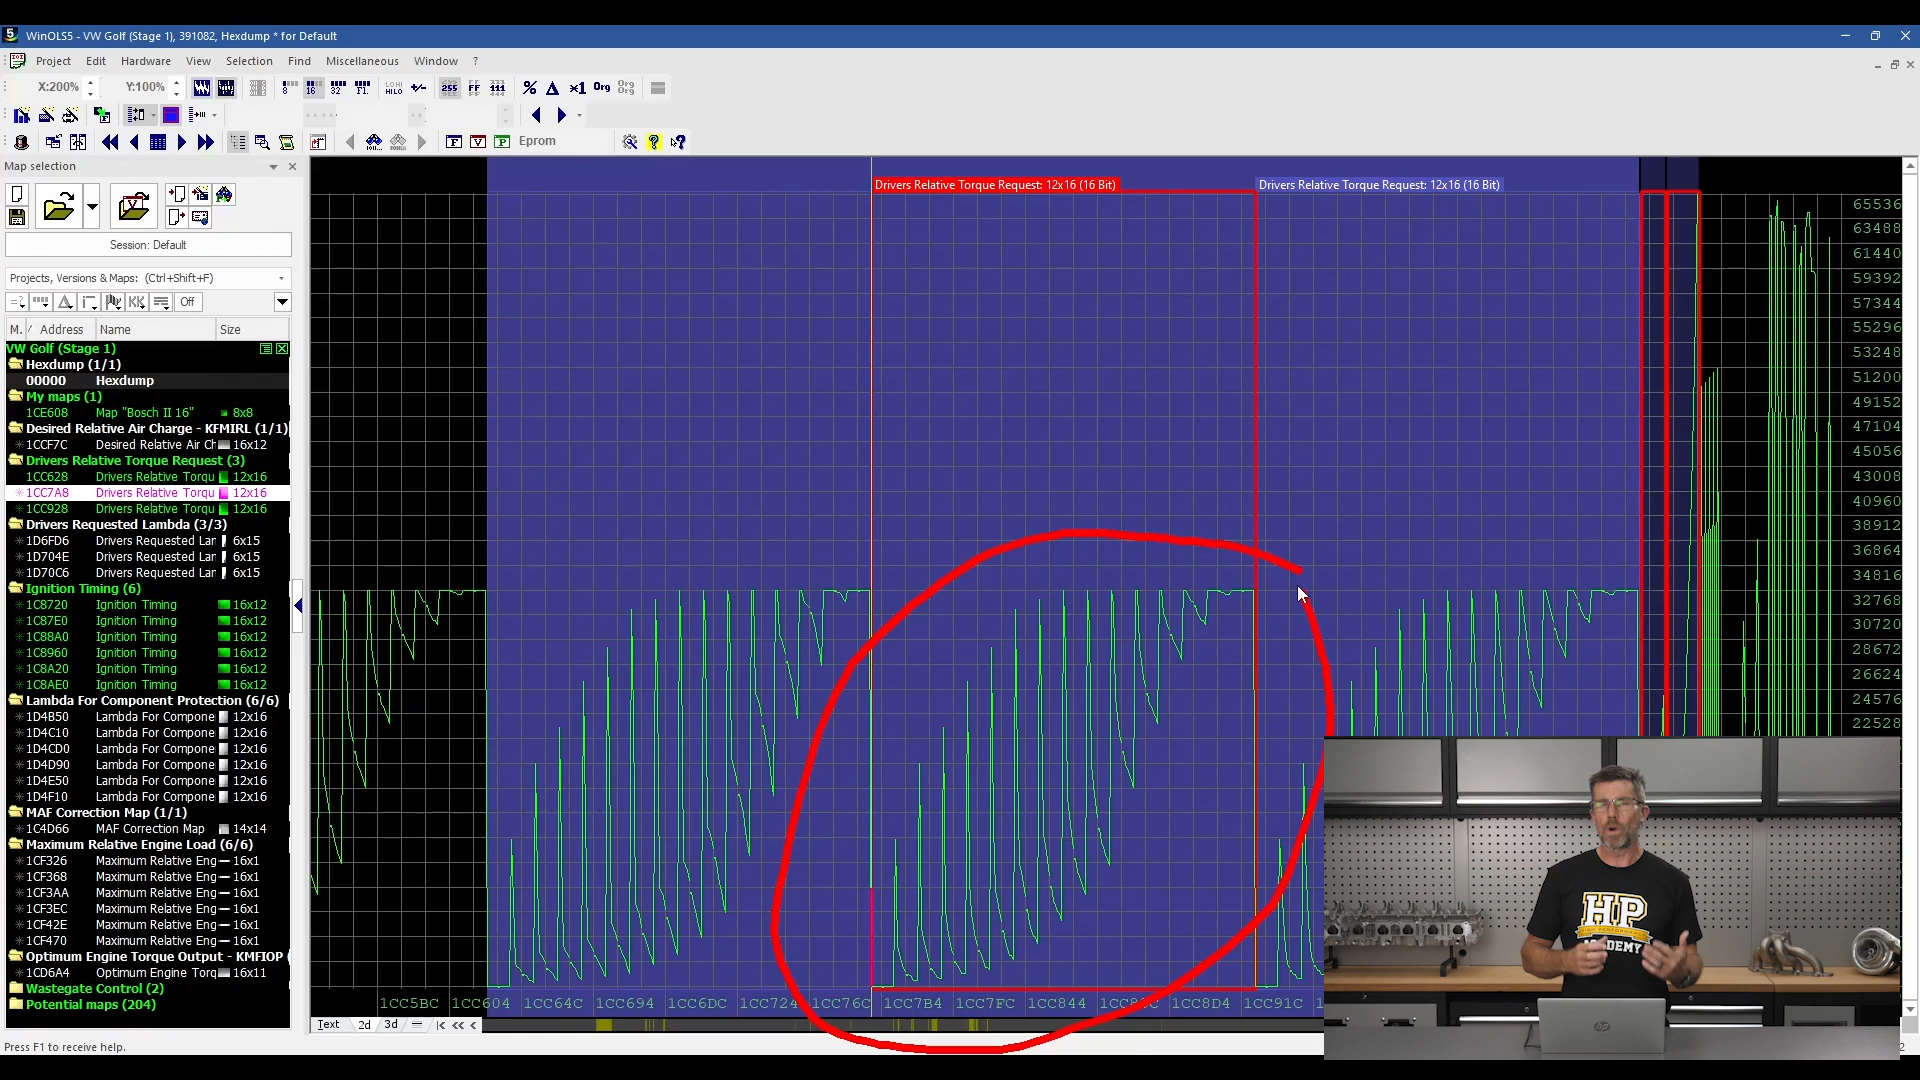 WinOLS5 - VW Golf (Stage 1), 391082, Hexdump * for Default
Project Edit Hardware View Selection Find Miscellaneous Window ?
X:200% Y:100% 8 16 32 LOHI HILO +/- 255 FF 111 % Δ ×1 Org Org
F V P Eprom
Map selection
Session: Default
Projects, Versions & Maps: (Ctrl+Shift+F)
Off
M. / Address Name Size
VW Golf (Stage 1)
Hexdump (1/1)
00000 Hexdump
My maps (1)
1CE608 Map "Bosch II 16" 8x8
Desired Relative Air Charge - KFMIRL (1/1)
1CCF7C Desired Relative Air Ch 16x12
Drivers Relative Torque Request (3)
1CC628 Drivers Relative Torqu 12x16
1CC7A8 Drivers Relative Torqu 12x16
1CC928 Drivers Relative Torqu 12x16
Drivers Requested Lambda (3/3)
1D6FD6 Drivers Requested Lar 6x15
1D704E Drivers Requested Lar 6x15
1D70C6 Drivers Requested Lar 6x15
Ignition Timing (6)
1C8720 Ignition Timing 16x12
1C87E0 Ignition Timing 16x12
1C88A0 Ignition Timing 16x12
1C8960 Ignition Timing 16x12
1C8A20 Ignition Timing 16x12
1C8AE0 Ignition Timing 16x12
Lambda For Component Protection (6/6)
1D4B50 Lambda For Compone 12x16
1D4C10 Lambda For Compone 12x16
1D4CD0 Lambda For Compone 12x16
1D4D90 Lambda For Compone 12x16
1D4E50 Lambda For Compone 12x16
1D4F10 Lambda For Compone 12x16
MAF Correction Map (1/1)
1C4D66 MAF Correction Map 14x14
Maximum Relative Engine Load (6/6)
1CF326 Maximum Relative Eng 16x1
1CF368 Maximum Relative Eng 16x1
1CF3AA Maximum Relative Eng 16x1
1CF3EC Maximum Relative Eng 16x1
1CF42E Maximum Relative Eng 16x1
1CF470 Maximum Relative Eng 16x1
Optimum Engine Torque Output - KMFIOP (
1CD6A4 Optimum Engine Torq 16x11
Wastegate Control (2)
Potential maps (204)
Drivers Relative Torque Request: 12x16 (16 Bit)
Drivers Relative Torque Request: 12x16 (16 Bit)
65536
63488
61440
59392
57344
55296
53248
51200
49152
47104
45056
43008
40960
38912
36864
34816
32768
30720
28672
26624
24576
22528
1CC5BC 1CC604 1CC64C 1CC694 1CC6DC 1CC724 1CC76C 1CC7B4 1CC7FC 1CC844 1CC8D4 1CC91C
Text 2d 3d
Press F1 to receive help.
HP
ACADEMY
hp